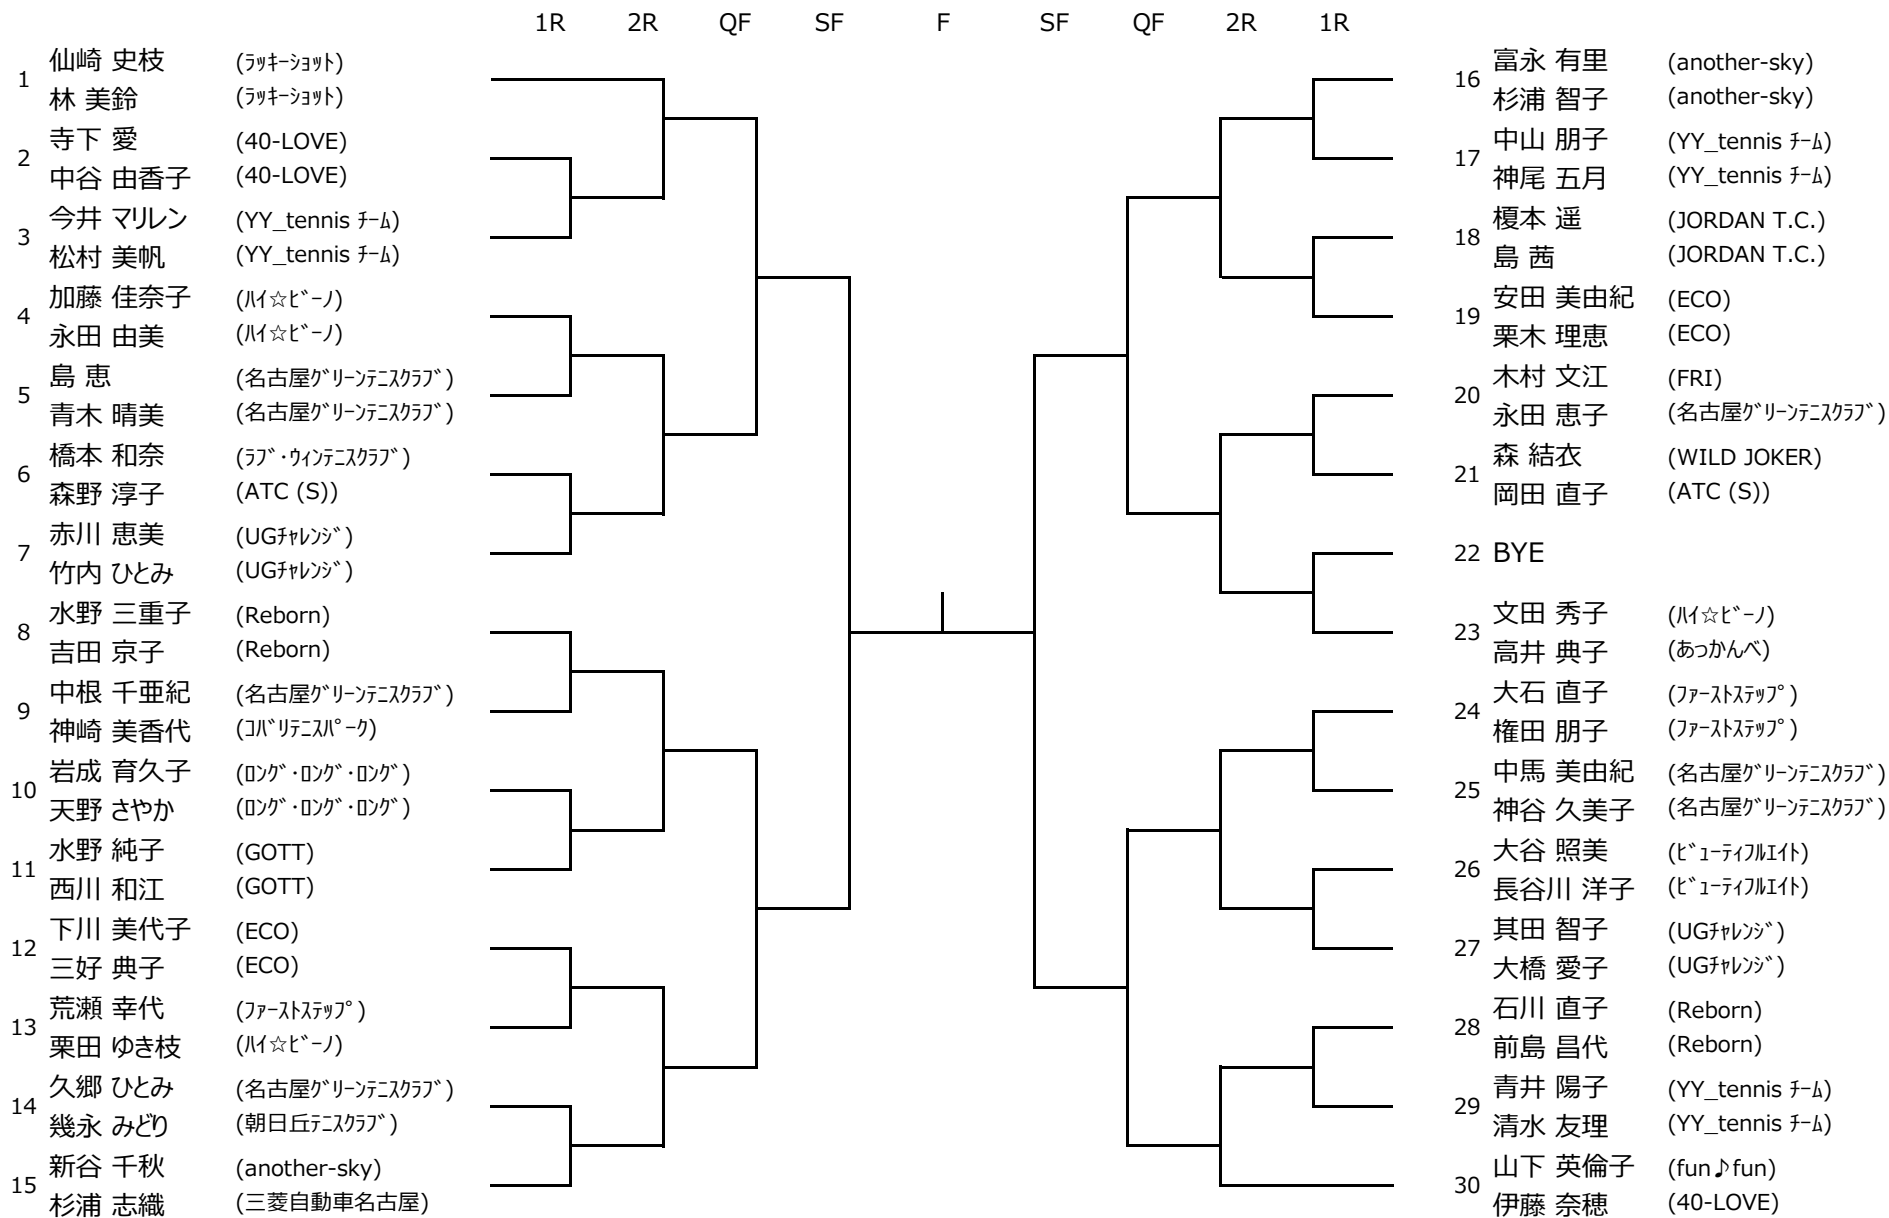 1R 2R QF SF F SF QF 2R 1R
1
仙崎 史枝 (ﾗｯｷｰｼｮｯﾄ)
林 美鈴 (ﾗｯｷｰｼｮｯﾄ)
2
寺下 愛 (40-LOVE)
中谷 由香子 (40-LOVE)
3
今井 マリレン (YY_tennis ﾁｰﾑ)
松村 美帆 (YY_tennis ﾁｰﾑ)
4
加藤 佳奈子 (ﾊｲ☆ﾋﾞｰﾉ)
永田 由美 (ﾊｲ☆ﾋﾞｰﾉ)
5
島 恵 (名古屋ｸﾞﾘｰﾝﾃﾆｽｸﾗﾌﾞ)
青木 晴美 (名古屋ｸﾞﾘｰﾝﾃﾆｽｸﾗﾌﾞ)
6
橋本 和奈 (ﾗﾌﾞ･ｳｨﾝﾃﾆｽｸﾗﾌﾞ)
森野 淳子 (ATC (S))
7
赤川 恵美 (UGﾁｬﾚﾝｼﾞ)
竹内 ひとみ (UGﾁｬﾚﾝｼﾞ)
8
水野 三重子 (Reborn)
吉田 京子 (Reborn)
9
中根 千亜紀 (名古屋ｸﾞﾘｰﾝﾃﾆｽｸﾗﾌﾞ)
神崎 美香代 (ｺﾊﾞﾘﾃﾆｽﾊﾟｰｸ)
10
岩成 育久子 (ﾛﾝｸﾞ･ﾛﾝｸﾞ･ﾛﾝｸﾞ)
天野 さやか (ﾛﾝｸﾞ･ﾛﾝｸﾞ･ﾛﾝｸﾞ)
11
水野 純子 (GOTT)
西川 和江 (GOTT)
12
下川 美代子 (ECO)
三好 典子 (ECO)
13
荒瀬 幸代 (ﾌｧｰｽﾄｽﾃｯﾌﾟ)
栗田 ゆき枝 (ﾊｲ☆ﾋﾞｰﾉ)
14
久郷 ひとみ (名古屋ｸﾞﾘｰﾝﾃﾆｽｸﾗﾌﾞ)
幾永 みどり (朝日丘ﾃﾆｽｸﾗﾌﾞ)
15
新谷 千秋 (another-sky)
杉浦 志織 (三菱自動車名古屋)
16
富永 有里 (another-sky)
杉浦 智子 (another-sky)
17
中山 朋子 (YY_tennis ﾁｰﾑ)
神尾 五月 (YY_tennis ﾁｰﾑ)
18
榎本 遥 (JORDAN T.C.)
島 茜 (JORDAN T.C.)
19
安田 美由紀 (ECO)
栗木 理恵 (ECO)
20
木村 文江 (FRI)
永田 恵子 (名古屋ｸﾞﾘｰﾝﾃﾆｽｸﾗﾌﾞ)
21
森 結衣 (WILD JOKER)
岡田 直子 (ATC (S))
22 BYE
23
文田 秀子 (ﾊｲ☆ﾋﾞｰﾉ)
高井 典子 (あっかんべ)
24
大石 直子 (ﾌｧｰｽﾄｽﾃｯﾌﾟ)
権田 朋子 (ﾌｧｰｽﾄｽﾃｯﾌﾟ)
25
中馬 美由紀 (名古屋ｸﾞﾘｰﾝﾃﾆｽｸﾗﾌﾞ)
神谷 久美子 (名古屋ｸﾞﾘｰﾝﾃﾆｽｸﾗﾌﾞ)
26
大谷 照美 (ﾋﾞｭｰﾃｨﾌﾙｴｲﾄ)
長谷川 洋子 (ﾋﾞｭｰﾃｨﾌﾙｴｲﾄ)
27
其田 智子 (UGﾁｬﾚﾝｼﾞ)
大橋 愛子 (UGﾁｬﾚﾝｼﾞ)
28
石川 直子 (Reborn)
前島 昌代 (Reborn)
29
青井 陽子 (YY_tennis ﾁｰﾑ)
清水 友理 (YY_tennis ﾁｰﾑ)
30
山下 英倫子 (fun♪fun)
伊藤 奈穂 (40-LOVE)